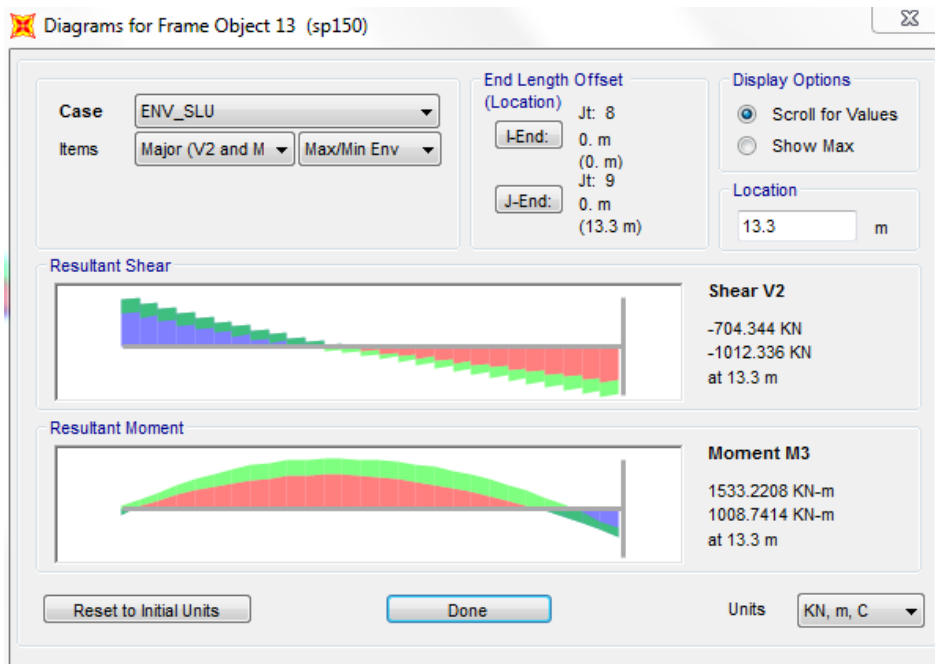 Diagrams for Frame Object 13 (sp150)
Case
ENV_SLU
Items
Major (V2 and M
Max/Min Env
End Length Offset
(Location)
Jt: 8
I-End:
0. m
(0. m)
Jt: 9
J-End:
0. m
(13.3 m)
Display Options
Scroll for Values
Show Max
Location
13.3
m
Resultant Shear
Shear V2
-704.344 KN
-1012.336 KN
at 13.3 m
Resultant Moment
Moment M3
1533.2208 KN-m
1008.7414 KN-m
at 13.3 m
Reset to Initial Units
Done
Units
KN, m, C